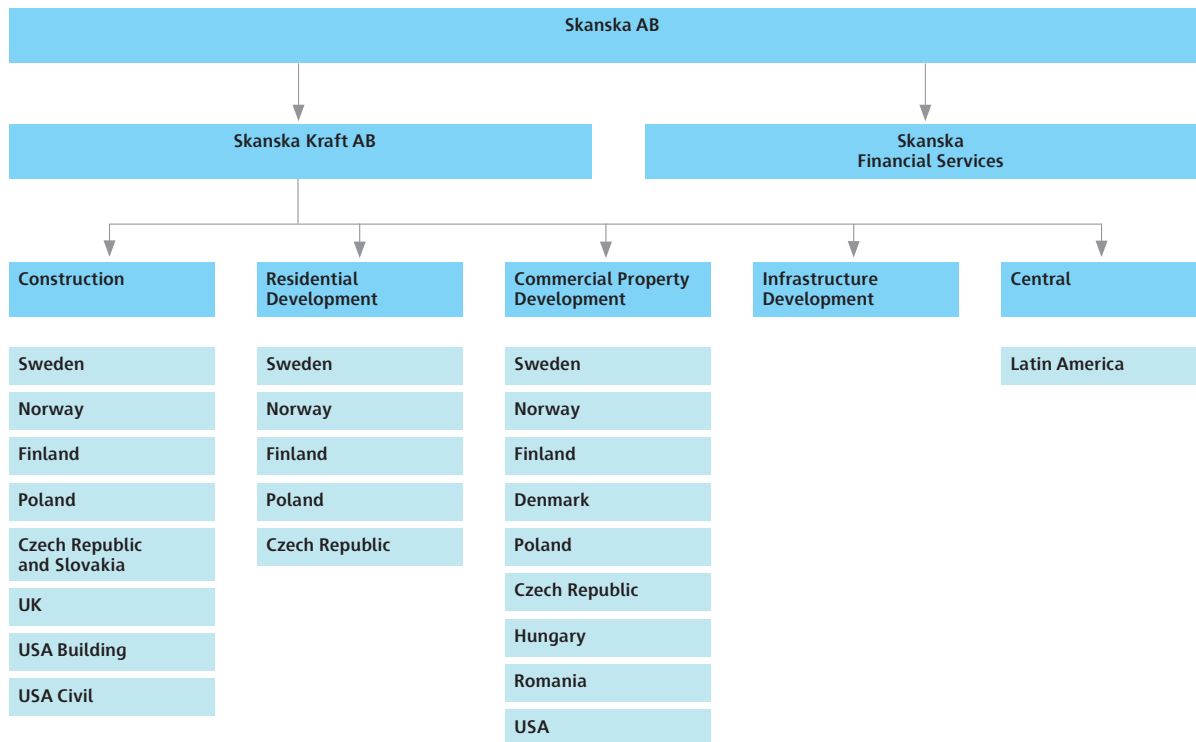 Skanska AB
Skanska Kraft AB
Skanska
Financial Services
Construction
Residential
Development
Commercial Property
Development
Infrastructure
Development
Central
Sweden
Norway
Finland
Poland
Czech Republic
and Slovakia
UK
USA Building
USA Civil
Sweden
Norway
Finland
Poland
Czech Republic
Sweden
Norway
Finland
Denmark
Poland
Czech Republic
Hungary
Romania
USA
Latin America